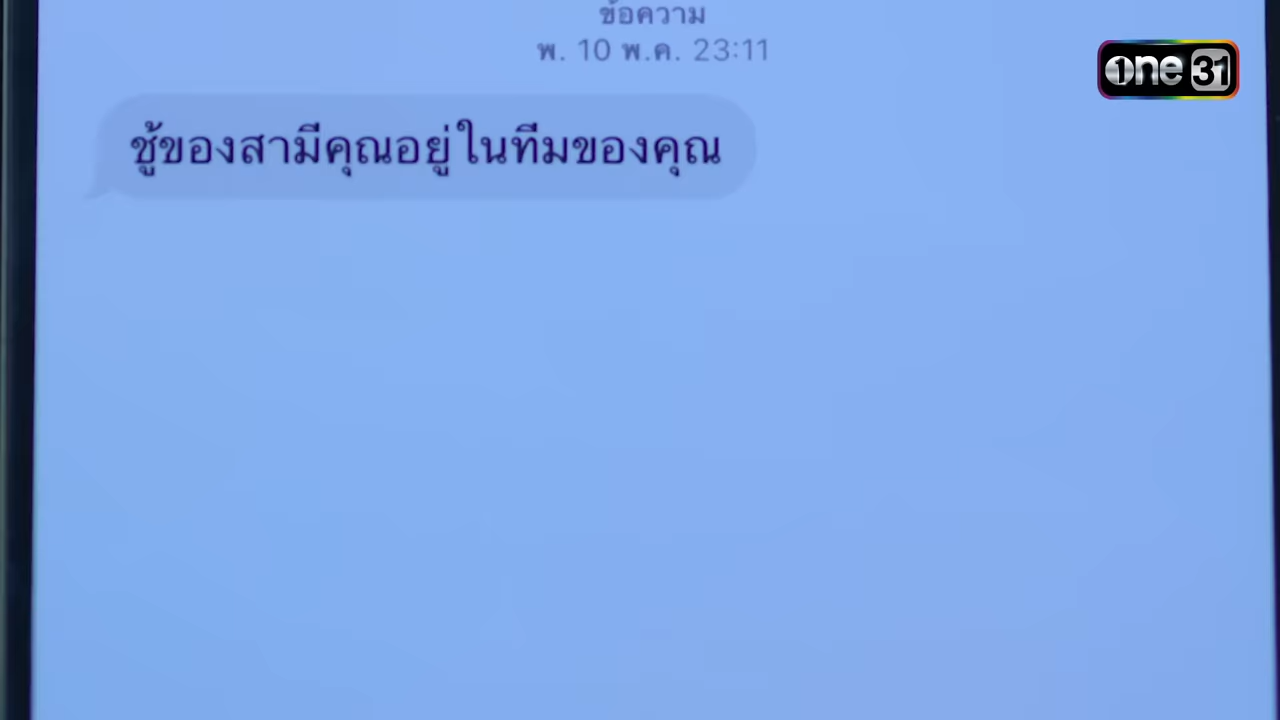 ข้อความ
พ. 10 พ.ค. 23:11
one 31
ชู้ของสามีคุณอยู่ในทีมของคุณ